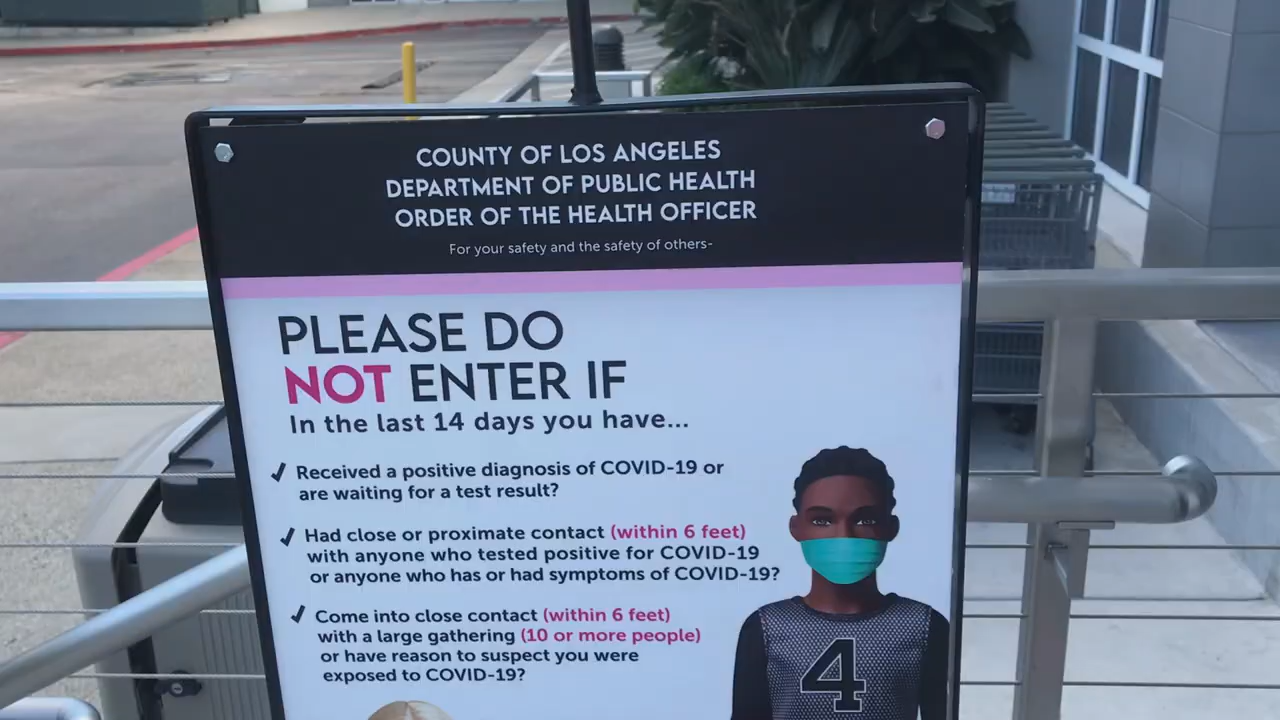 COUNTY OF LOS ANGELES
DEPARTMENT OF PUBLIC HEALTH
ORDER OF THE HEALTH OFFICER
For your safety and the safety of others-
PLEASE DO
NOT ENTER IF
In the last 14 days you have...
✓ Received a positive diagnosis of COVID-19 or
are waiting for a test result?
✓ Had close or proximate contact (within 6 feet)
with anyone who tested positive for COVID-19
or anyone who has or had symptoms of COVID-19?
✓ Come into close contact (within 6 feet)
with a large gathering (10 or more people)
or have reason to suspect you were
exposed to COVID-19?
4